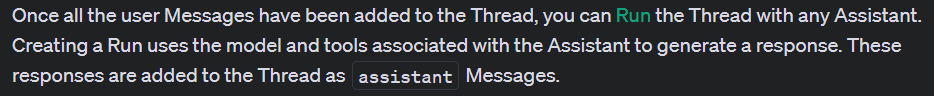 Once all the user Messages have been added to the Thread, you can Run the Thread with any Assistant.
Creating a Run uses the model and tools associated with the Assistant to generate a response. These
responses are added to the Thread as assistant Messages.